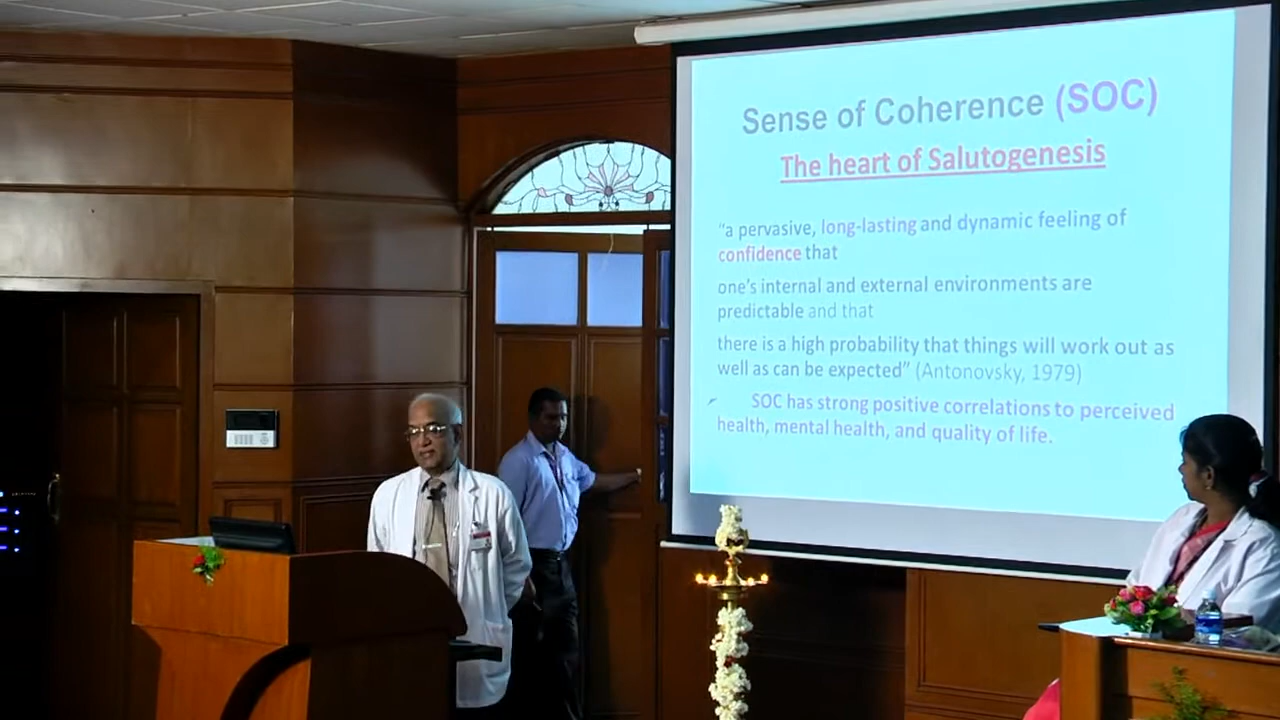 Sense of Coherence (SOC)
The heart of Salutogenesis
“a pervasive, long-lasting and dynamic feeling of
confidence that
one’s internal and external environments are
predictable and that
there is a high probability that things will work out as
well as can be expected” (Antonovsky, 1979)
SOC has strong positive correlations to perceived
health, mental health, and quality of life.